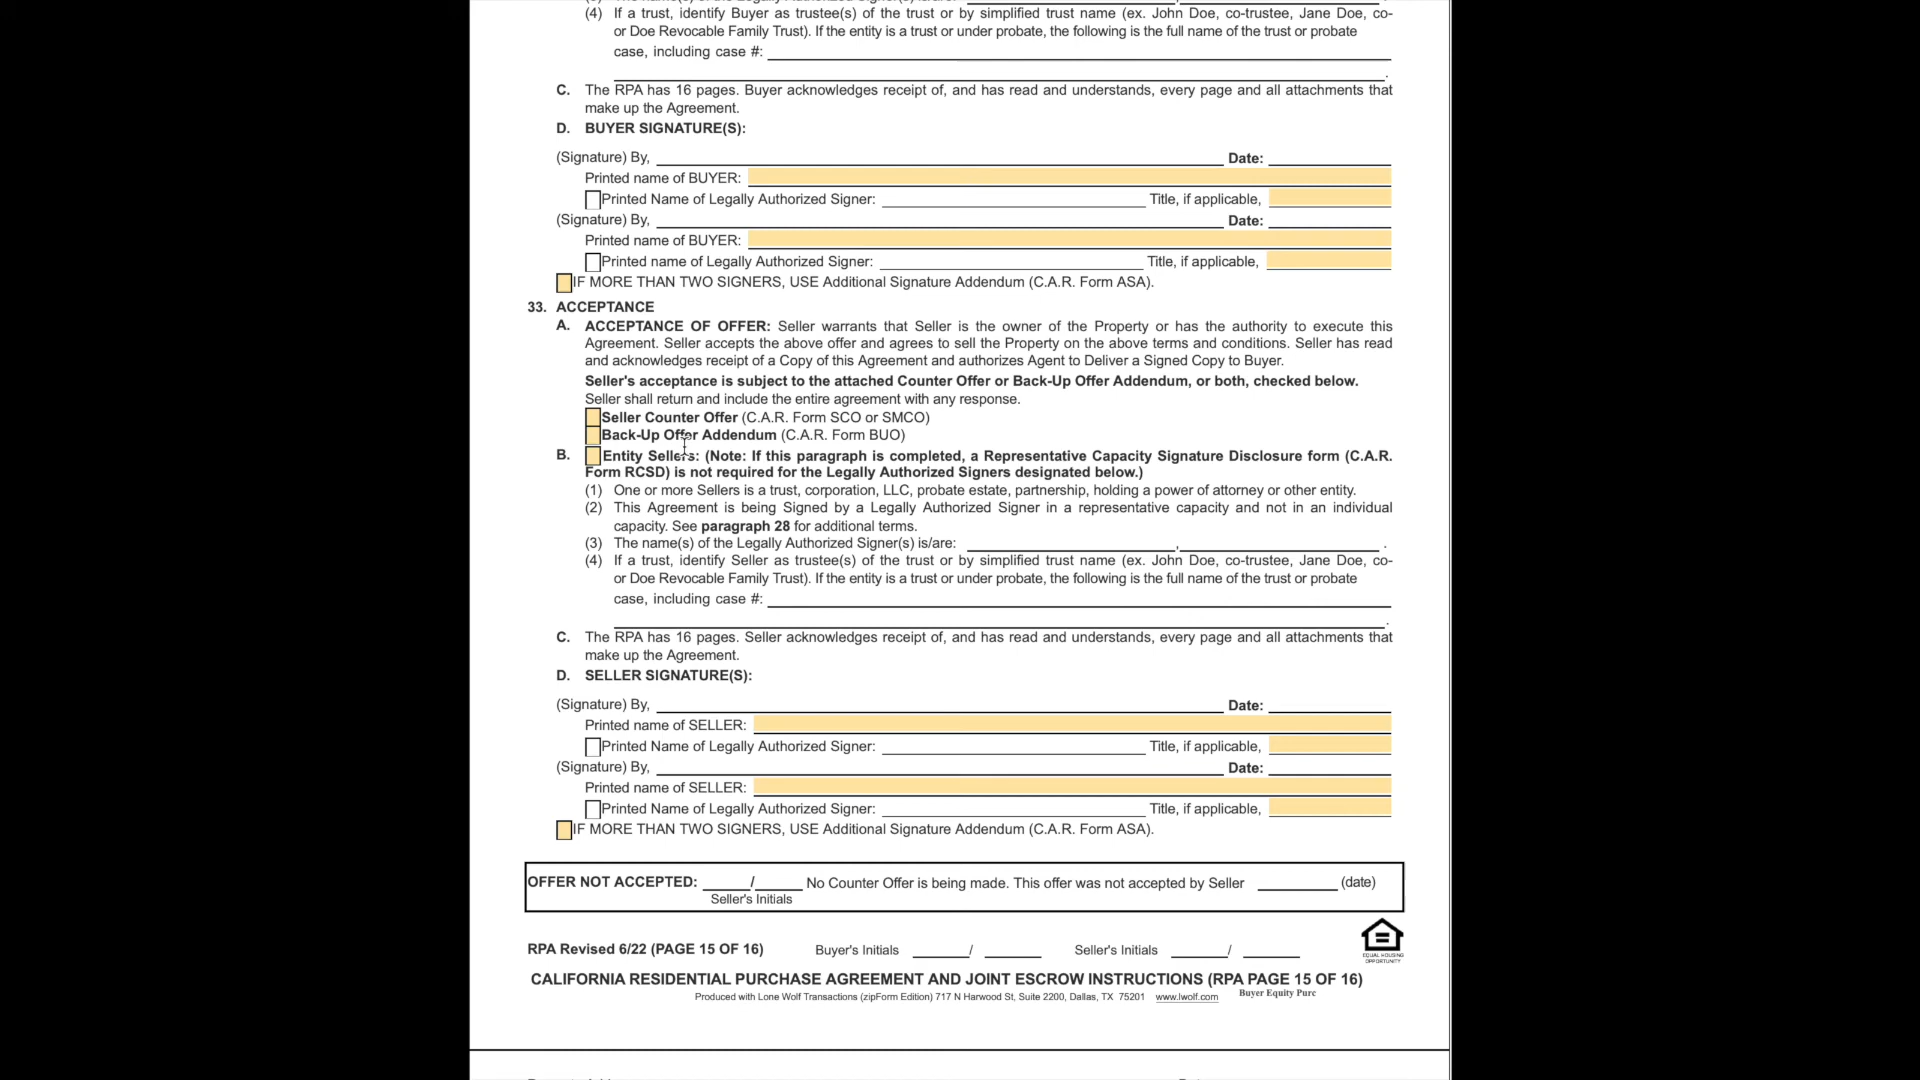 (4) If a trust, identify Buyer as trustee(s) of the trust or by simplified trust name (ex. John Doe, co-trustee, Jane Doe, co-
or Doe Revocable Family Trust). If the entity is a trust or under probate, the following is the full name of the trust or probate
case, including case #:
.
C. The RPA has 16 pages. Buyer acknowledges receipt of, and has read and understands, every page and all attachments that
make up the Agreement.
D. BUYER SIGNATURE(S):
(Signature) By, Date:
Printed name of BUYER:
Printed Name of Legally Authorized Signer: Title, if applicable,
(Signature) By, Date:
Printed name of BUYER:
Printed name of Legally Authorized Signer: Title, if applicable,
IF MORE THAN TWO SIGNERS, USE Additional Signature Addendum (C.A.R. Form ASA).
33. ACCEPTANCE
A. ACCEPTANCE OF OFFER: Seller warrants that Seller is the owner of the Property or has the authority to execute this
Agreement. Seller accepts the above offer and agrees to sell the Property on the above terms and conditions. Seller has read
and acknowledges receipt of a Copy of this Agreement and authorizes Agent to Deliver a Signed Copy to Buyer.
Seller's acceptance is subject to the attached Counter Offer or Back-Up Offer Addendum, or both, checked below.
Seller shall return and include the entire agreement with any response.
Seller Counter Offer (C.A.R. Form SCO or SMCO)
Back-Up Offer Addendum (C.A.R. Form BUO)
B. Entity Sellers: (Note: If this paragraph is completed, a Representative Capacity Signature Disclosure form (C.A.R.
Form RCSD) is not required for the Legally Authorized Signers designated below.)
(1) One or more Sellers is a trust, corporation, LLC, probate estate, partnership, holding a power of attorney or other entity.
(2) This Agreement is being Signed by a Legally Authorized Signer in a representative capacity and not in an individual
capacity. See paragraph 28 for additional terms.
(3) The name(s) of the Legally Authorized Signer(s) is/are: , .
(4) If a trust, identify Seller as trustee(s) of the trust or by simplified trust name (ex. John Doe, co-trustee, Jane Doe, co-
or Doe Revocable Family Trust). If the entity is a trust or under probate, the following is the full name of the trust or probate
case, including case #:
.
C. The RPA has 16 pages. Seller acknowledges receipt of, and has read and understands, every page and all attachments that
make up the Agreement.
D. SELLER SIGNATURE(S):
(Signature) By, Date:
Printed name of SELLER:
Printed Name of Legally Authorized Signer: Title, if applicable,
(Signature) By, Date:
Printed name of SELLER:
Printed Name of Legally Authorized Signer: Title, if applicable,
IF MORE THAN TWO SIGNERS, USE Additional Signature Addendum (C.A.R. Form ASA).
OFFER NOT ACCEPTED: / No Counter Offer is being made. This offer was not accepted by Seller (date)
Seller's Initials
RPA Revised 6/22 (PAGE 15 OF 16) Buyer's Initials / Seller's Initials /
EQUAL HOUSING
OPPORTUNITY
CALIFORNIA RESIDENTIAL PURCHASE AGREEMENT AND JOINT ESCROW INSTRUCTIONS (RPA PAGE 15 OF 16)
Produced with Lone Wolf Transactions (zipForm Edition) 717 N Harwood St, Suite 2200, Dallas, TX 75201 www.lwolf.com Buyer Equity Purc